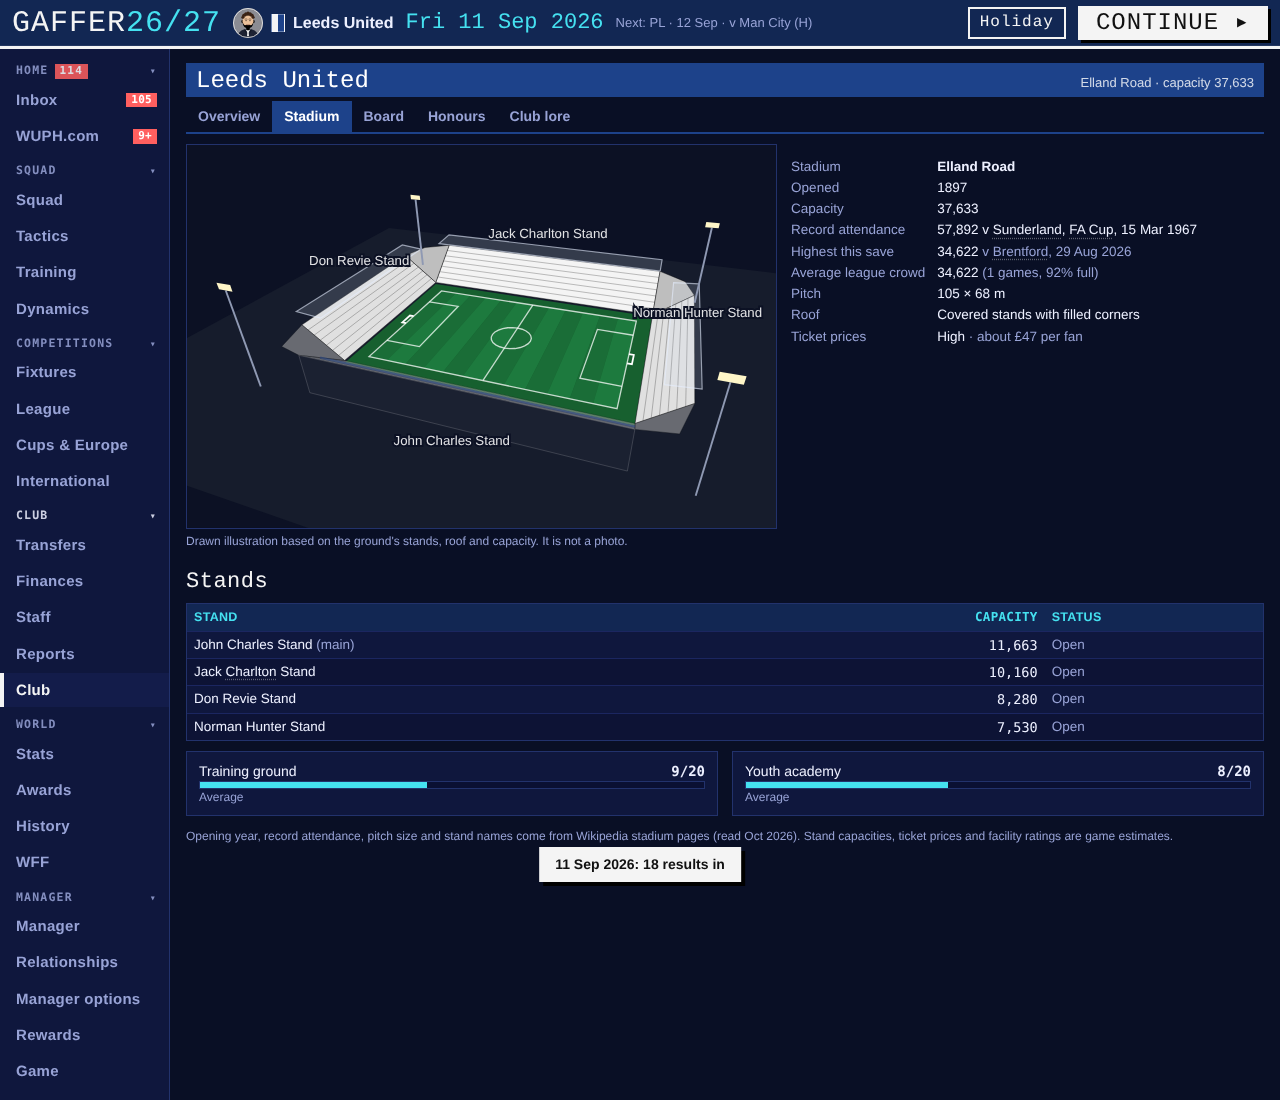 GAFFER26/27 Leeds United Fri 11 Sep 2026 Next: PL · 12 Sep · v Man City (H) Holiday CONTINUE ►
HOME 114 ▾
Inbox 105
WUPH.com 9+
SQUAD ▾
Squad
Tactics
Training
Dynamics
COMPETITIONS ▾
Fixtures
League
Cups & Europe
International
CLUB ▾
Transfers
Finances
Staff
Reports
Club
WORLD ▾
Stats
Awards
History
WFF
MANAGER ▾
Manager
Relationships
Manager options
Rewards
Game
Leeds United Elland Road · capacity 37,633
Overview Stadium Board Honours Club lore
Jack Charlton Stand
Don Revie Stand
Norman Hunter Stand
John Charles Stand
Stadium Elland Road
Opened 1897
Capacity 37,633
Record attendance 57,892 v Sunderland, FA Cup, 15 Mar 1967
Highest this save 34,622 v Brentford, 29 Aug 2026
Average league crowd 34,622 (1 games, 92% full)
Pitch 105 × 68 m
Roof Covered stands with filled corners
Ticket prices High · about £47 per fan
Drawn illustration based on the ground's stands, roof and capacity. It is not a photo.
Stands
STAND CAPACITY STATUS
John Charles Stand (main) 11,663 Open
Jack Charlton Stand 10,160 Open
Don Revie Stand 8,280 Open
Norman Hunter Stand 7,530 Open
Training ground 9/20
Average
Youth academy 8/20
Average
Opening year, record attendance, pitch size and stand names come from Wikipedia stadium pages (read Oct 2026). Stand capacities, ticket prices and facility ratings are game estimates.
11 Sep 2026: 18 results in